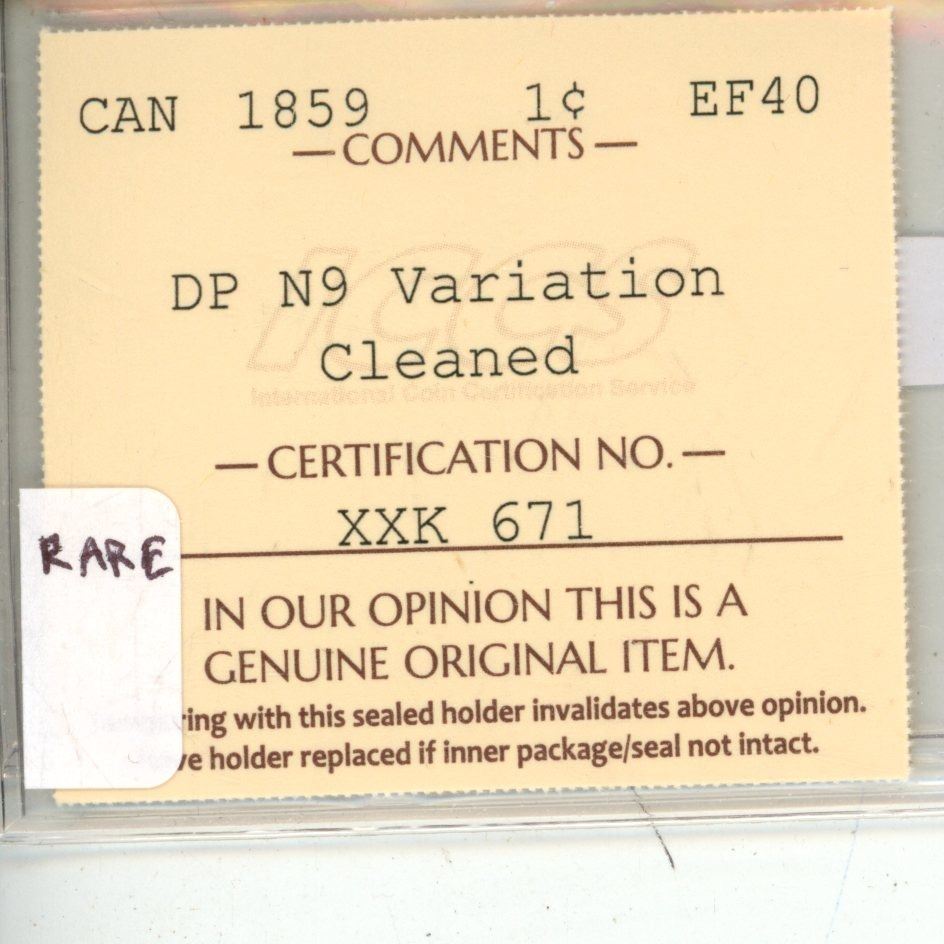 CAN 1859 1¢ EF40
— COMMENTS —
DP N9 Variation
ICCS
Cleaned
International Coin Certification Service
— CERTIFICATION NO. —
XXK 671
RARE
IN OUR OPINION THIS IS A
GENUINE ORIGINAL ITEM.
ring with this sealed holder invalidates above opinion.
ve holder replaced if inner package/seal not intact.